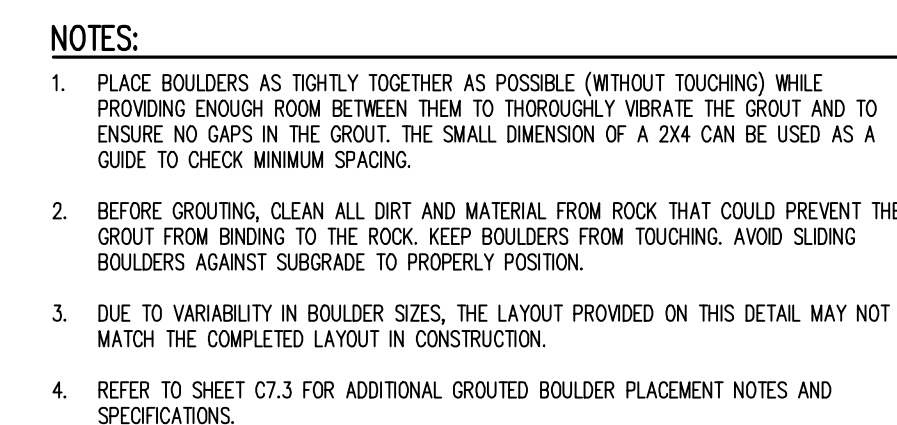 NOTES:
1. PLACE BOULDERS AS TIGHTLY TOGETHER AS POSSIBLE (WITHOUT TOUCHING) WHILE
PROVIDING ENOUGH ROOM BETWEEN THEM TO THOROUGHLY VIBRATE THE GROUT AND TO
ENSURE NO GAPS IN THE GROUT. THE SMALL DIMENSION OF A 2X4 CAN BE USED AS A
GUIDE TO CHECK MINIMUM SPACING.
2. BEFORE GROUTING, CLEAN ALL DIRT AND MATERIAL FROM ROCK THAT COULD PREVENT THE
GROUT FROM BINDING TO THE ROCK. KEEP BOULDERS FROM TOUCHING. AVOID SLIDING
BOULDERS AGAINST SUBGRADE TO PROPERLY POSITION.
3. DUE TO VARIABILITY IN BOULDER SIZES, THE LAYOUT PROVIDED ON THIS DETAIL MAY NOT
MATCH THE COMPLETED LAYOUT IN CONSTRUCTION.
4. REFER TO SHEET C7.3 FOR ADDITIONAL GROUTED BOULDER PLACEMENT NOTES AND
SPECIFICATIONS.